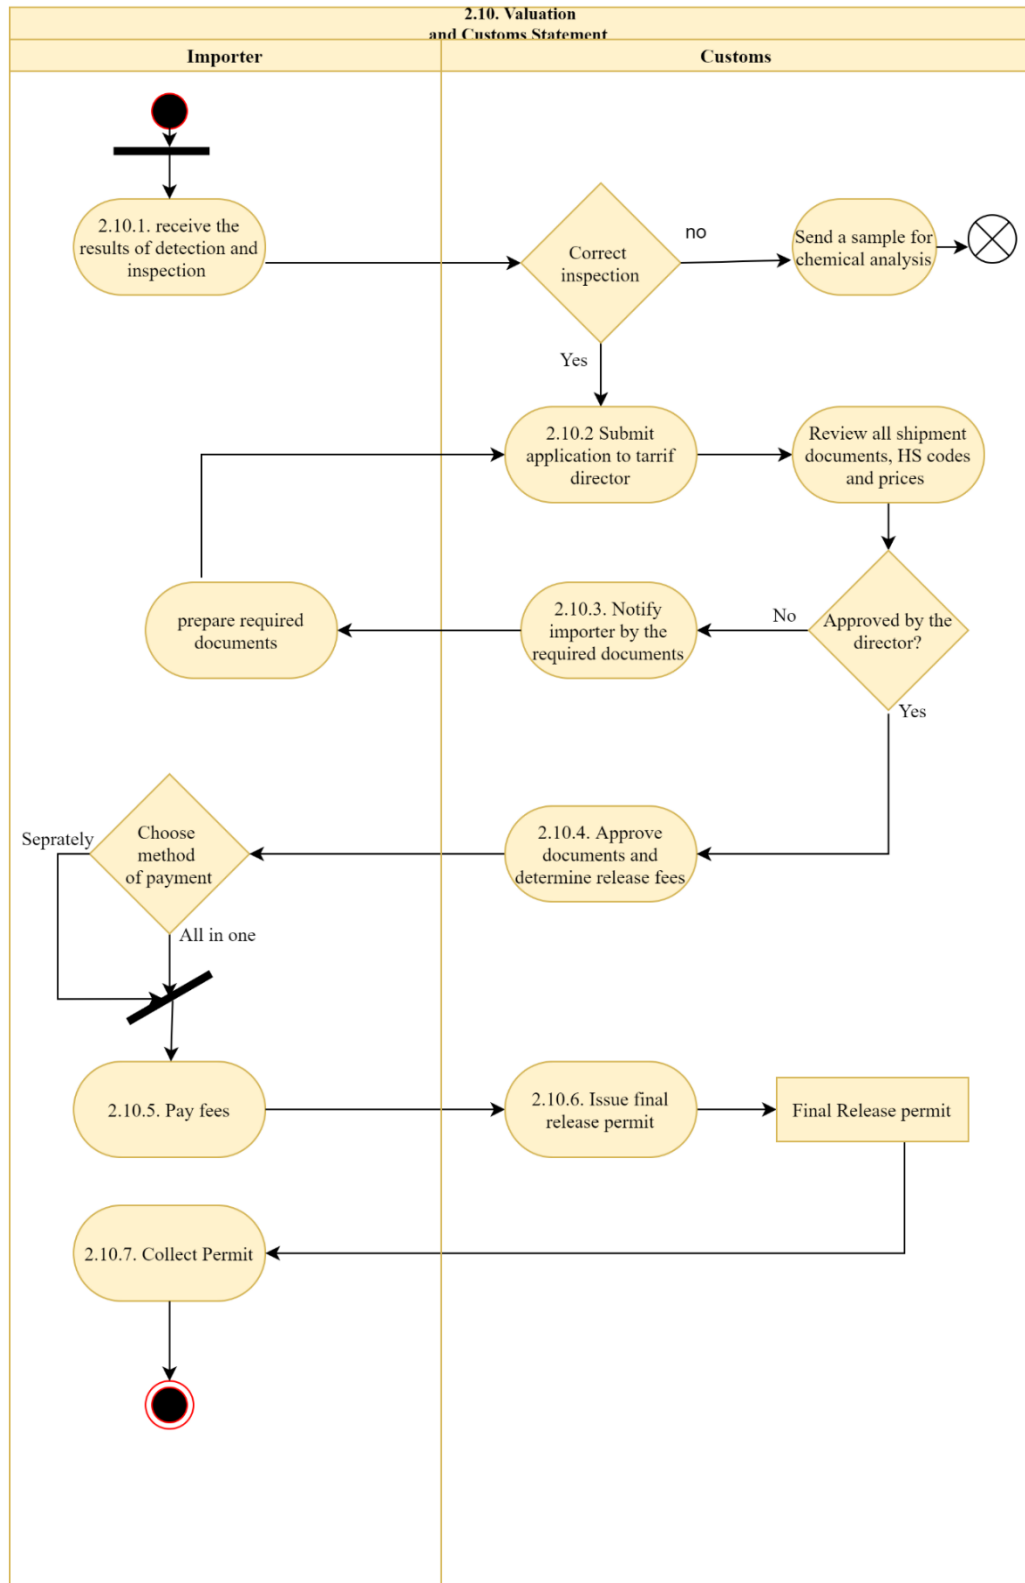 2.10. Valuation
and Customs Statement
Importer
Customs
2.10.1. receive the
results of detection and
inspection
Correct
inspection
no
Send a sample for
chemical analysis
Yes
2.10.2 Submit
application to tarrif
director
Review all shipment
documents, HS codes
and prices
prepare required
documents
2.10.3. Notify
importer by the
required documents
No
Approved by the
director?
Yes
Seprately
Choose
method
of payment
2.10.4. Approve
documents and
determine release fees
All in one
2.10.5. Pay fees
2.10.6. Issue final
release permit
Final Release permit
2.10.7. Collect Permit